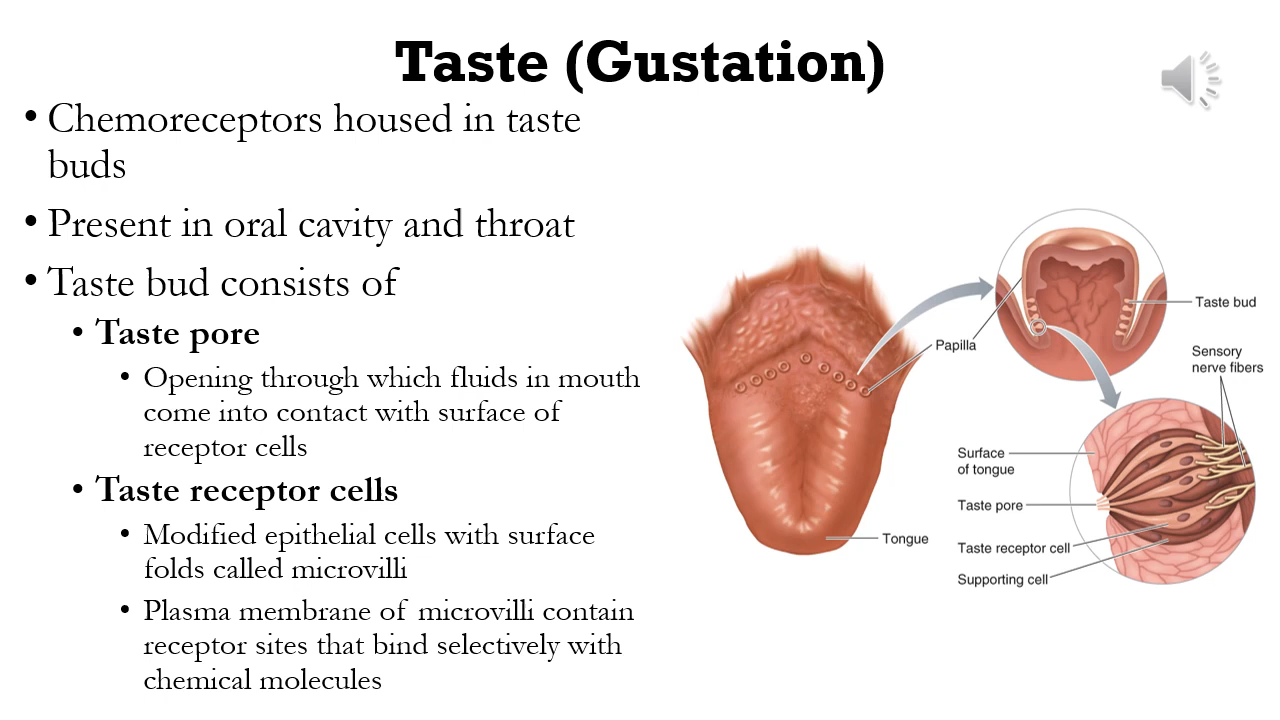 Taste (Gustation)
• Chemoreceptors housed in taste
buds
• Present in oral cavity and throat
• Taste bud consists of
• Taste pore
• Opening through which fluids in mouth
come into contact with surface of
receptor cells
• Taste receptor cells
• Modified epithelial cells with surface
folds called microvilli
• Plasma membrane of microvilli contain
receptor sites that bind selectively with
chemical molecules
Papilla
Tongue
Taste bud
Sensory
nerve fibers
Surface
of tongue
Taste pore
Taste receptor cell
Supporting cell